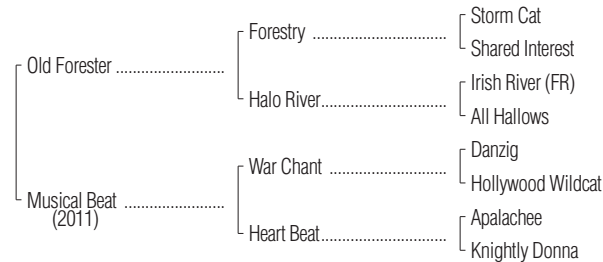 Storm Cat
Forestry ........................
Shared Interest
Old Forester ........................
Irish River (FR)
Halo River........................
All Hallows
Danzig
War Chant ........................
Hollywood Wildcat
Musical Beat ......................
(2011)
Apalachee
Heart Beat........................
Knightly Donna